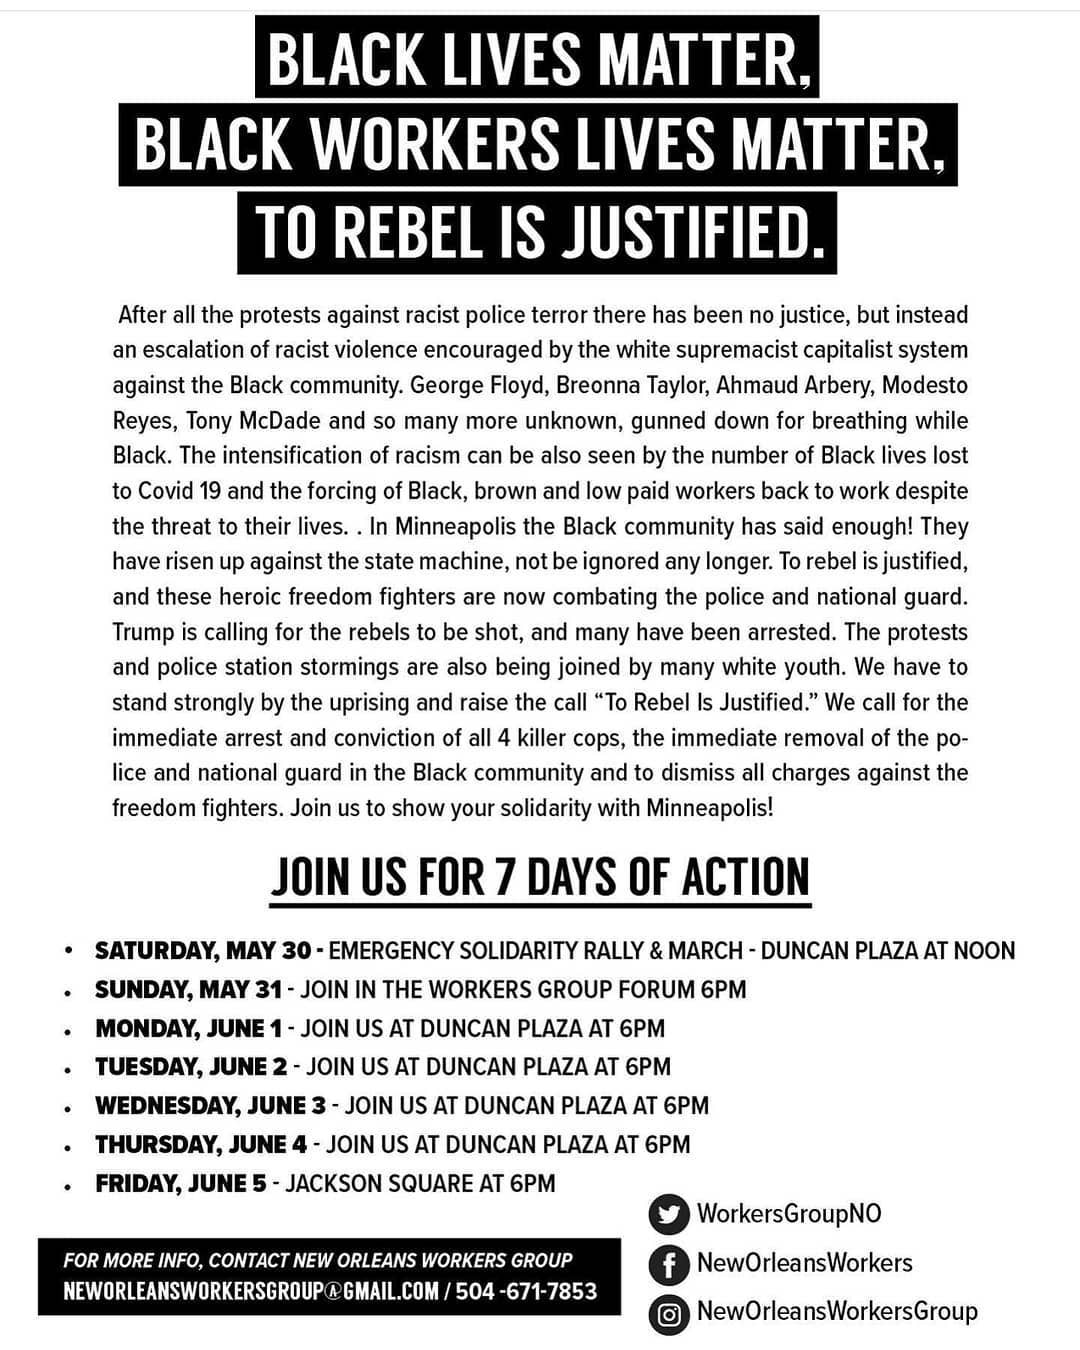 BLACK LIVES MATTER,
BLACK WORKERS LIVES MATTER,
TO REBEL IS JUSTIFIED.
After all the protests against racist police terror there has been no justice, but instead
an escalation of racist violence encouraged by the white supremacist capitalist system
against the Black community. George Floyd, Breonna Taylor, Ahmaud Arbery, Modesto
Reyes, Tony McDade and so many more unknown, gunned down for breathing while
Black. The intensification of racism can be also seen by the number of Black lives lost
to Covid 19 and the forcing of Black, brown and low paid workers back to work despite
the threat to their lives. . In Minneapolis the Black community has said enough! They
have risen up against the state machine, not be ignored any longer. To rebel is justified,
and these heroic freedom fighters are now combating the police and national guard.
Trump is calling for the rebels to be shot, and many have been arrested. The protests
and police station stormings are also being joined by many white youth. We have to
stand strongly by the uprising and raise the call “To Rebel Is Justified.” We call for the
immediate arrest and conviction of all 4 killer cops, the immediate removal of the po-
lice and national guard in the Black community and to dismiss all charges against the
freedom fighters. Join us to show your solidarity with Minneapolis!
JOIN US FOR 7 DAYS OF ACTION
• SATURDAY, MAY 30 - EMERGENCY SOLIDARITY RALLY & MARCH - DUNCAN PLAZA AT NOON
• SUNDAY, MAY 31 - JOIN IN THE WORKERS GROUP FORUM 6PM
• MONDAY, JUNE 1 - JOIN US AT DUNCAN PLAZA AT 6PM
• TUESDAY, JUNE 2 - JOIN US AT DUNCAN PLAZA AT 6PM
• WEDNESDAY, JUNE 3 - JOIN US AT DUNCAN PLAZA AT 6PM
• THURSDAY, JUNE 4 - JOIN US AT DUNCAN PLAZA AT 6PM
• FRIDAY, JUNE 5 - JACKSON SQUARE AT 6PM
FOR MORE INFO, CONTACT NEW ORLEANS WORKERS GROUP
NEWORLEANSWORKERSGROUP@GMAIL.COM / 504 -671-7853
WorkersGroupNO
NewOrleansWorkers
NewOrleansWorkersGroup